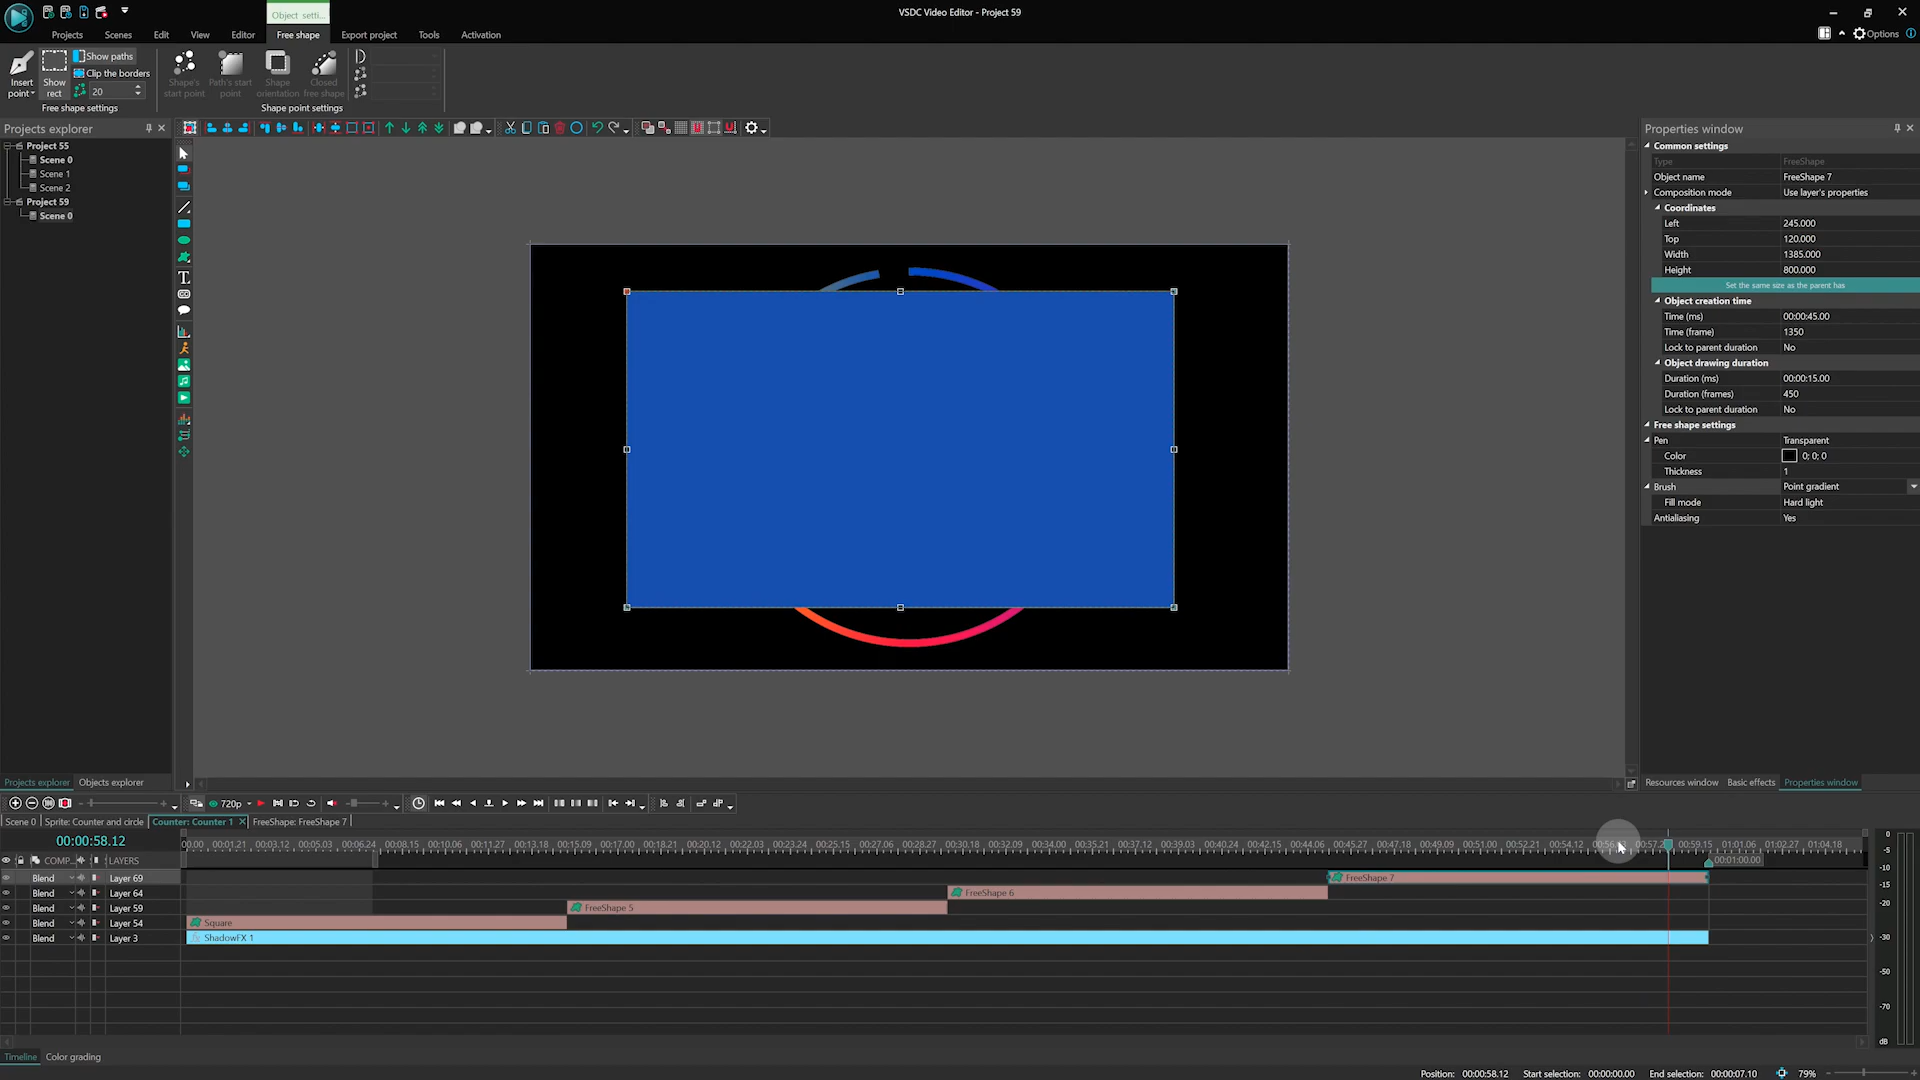 VSDC Video Editor - Project 59
Object setti...
Projects
Scenes
Edit
View
Editor
Free shape
Export project
Tools
Activation
Options
Insert point
Show rect
Show paths
Clip the borders
20
Free shape settings
Shape's start point
Path's start point
Shape orientation
Closed free shape
Shape point settings
Projects explorer
Project 55
Scene 0
Scene 1
Scene 2
Project 59
Scene 0
Properties window
Common settings
Type FreeShape
Object name FreeShape 7
Composition mode Use layer's properties
Coordinates
Left 245.000
Top 120.000
Width 1385.000
Height 800.000
Set the same size as the parent has
Object creation time
Time (ms) 00:00:45.00
Time (frame) 1350
Lock to parent duration No
Object drawing duration
Duration (ms) 00:00:15.00
Duration (frames) 450
Lock to parent duration No
Free shape settings
Pen Transparent
Color 0; 0; 0
Thickness 1
Brush Point gradient
Fill mode Hard light
Antialiasing Yes
Projects explorer Objects explorer
Resources window Basic effects Properties window
720p
Scene 0 Sprite: Counter and circle Counter: Counter 1 FreeShape: FreeShape 7
00:00:58.12
00.00 00:01.21 00:03.12 00:05.03 00:06.24 00:08.15 00:10.06 00:11.27 00:13.18 00:15.09 00:17.00 00:18.21 00:20.12 00:22.03 00:23.24 00:25.15 00:27.06 00:28.27 00:30.18 00:32.09 00:34.00 00:35.21 00:37.12 00:39.03 00:40.24 00:42.15 00:44.06 00:45.27 00:47.18 00:49.09 00:51.00 00:52.21 00:54.12 00:57.2 00:59.15 01:01.06 01:02.27 01:04.18
COMP... LAYERS
00:01:00.00
Blend Layer 69 FreeShape 7
Blend Layer 64 FreeShape 6
Blend Layer 59 FreeShape 5
Blend Layer 54 Square
Blend Layer 3 ShadowFX 1
0
-5
-10
-15
-20
-30
-50
-70
dB
Timeline Color grading
Position: 00:00:58.12 Start selection: 00:00:00.00 End selection: 00:00:07.10 79%